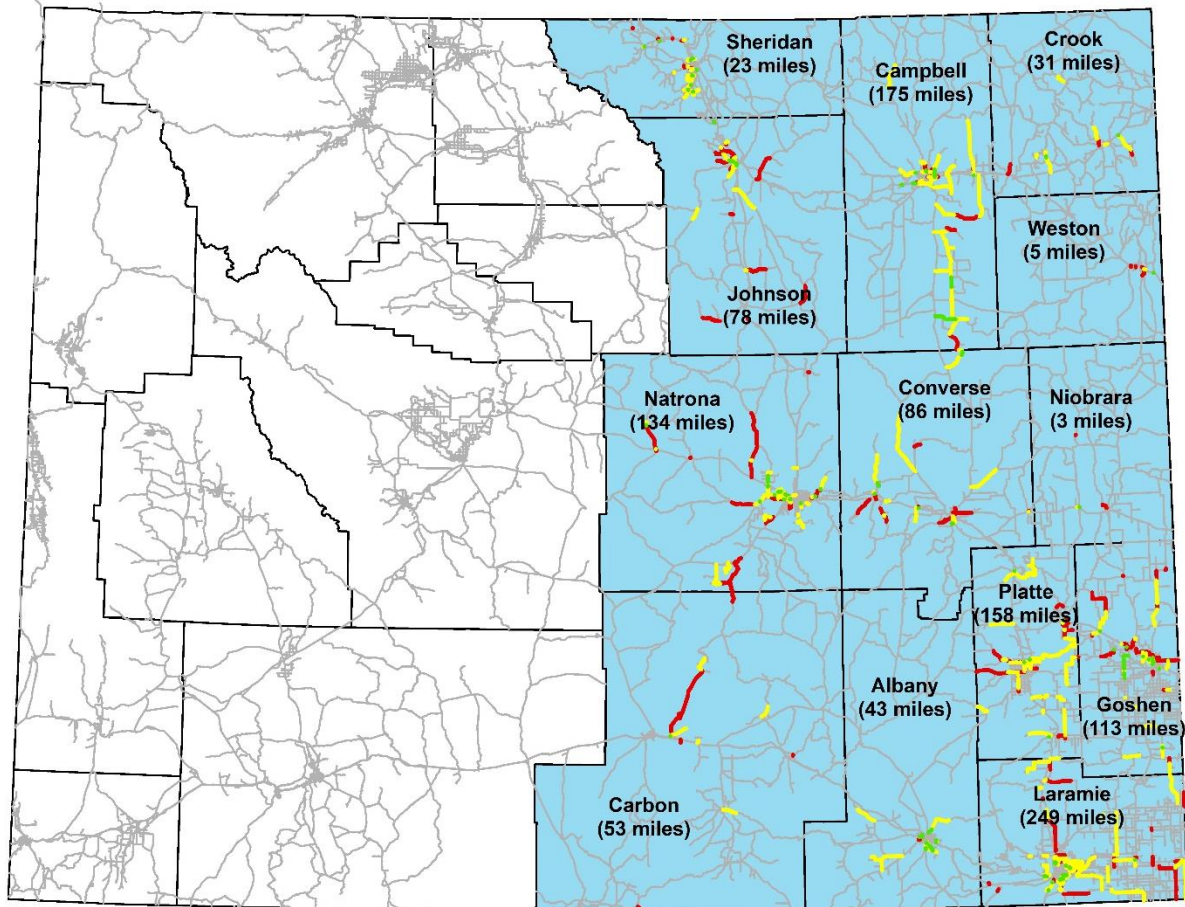 Sheridan
(23 miles)
Campbell
(175 miles)
Crook
(31 miles)
Weston
(5 miles)
Johnson
(78 miles)
Natrona
(134 miles)
Converse
(86 miles)
Niobrara
(3 miles)
Platte
(158 miles)
Goshen
(113 miles)
Albany
(43 miles)
Carbon
(53 miles)
Laramie
(249 miles)